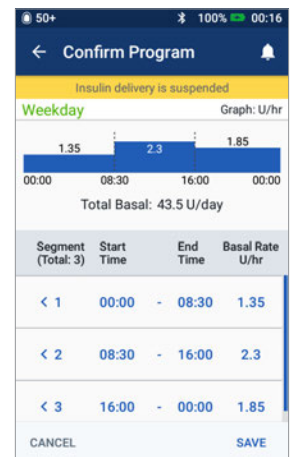 50+ 100% 00:16
← Confirm Program
Insulin delivery is suspended
Weekday Graph: U/hr
1.35 2.3 1.85
00:00 08:30 16:00 00:00
Total Basal: 43.5 U/day
Segment Start End Basal Rate
(Total: 3) Time Time U/hr
< 1 00:00 - 08:30 1.35
< 2 08:30 - 16:00 2.3
< 3 16:00 - 00:00 1.85
CANCEL SAVE